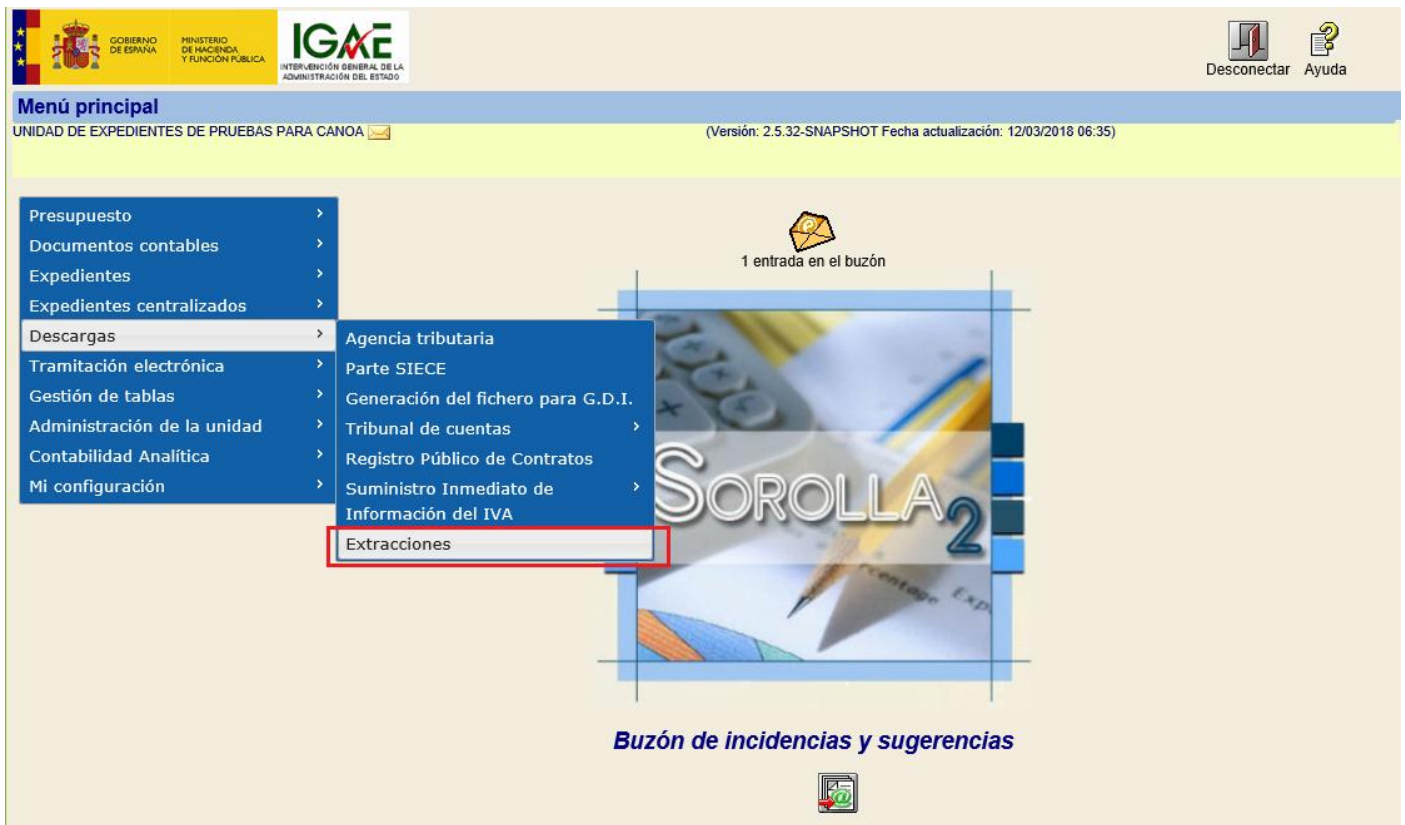 GOBIERNO
DE ESPAÑA
MINISTERIO
DE HACIENDA
Y FUNCIÓN PÚBLICA
IGAE
INTERVENCIÓN GENERAL DE LA
ADMINISTRACIÓN DEL ESTADO
Desconectar
Ayuda
Menú principal
UNIDAD DE EXPEDIENTES DE PRUEBAS PARA CANOA
(Versión: 2.5.32-SNAPSHOT Fecha actualización: 12/03/2018 06:35)
Presupuesto
Documentos contables
Expedientes
Expedientes centralizados
Descargas
Tramitación electrónica
Gestión de tablas
Administración de la unidad
Contabilidad Analítica
Mi configuración
Agencia tributaria
Parte SIECE
Generación del fichero para G.D.I.
Tribunal de cuentas
Registro Público de Contratos
Suministro Inmediato de
Información del IVA
Extracciones
1 entrada en el buzón
SOROLLA2
Buzón de incidencias y sugerencias